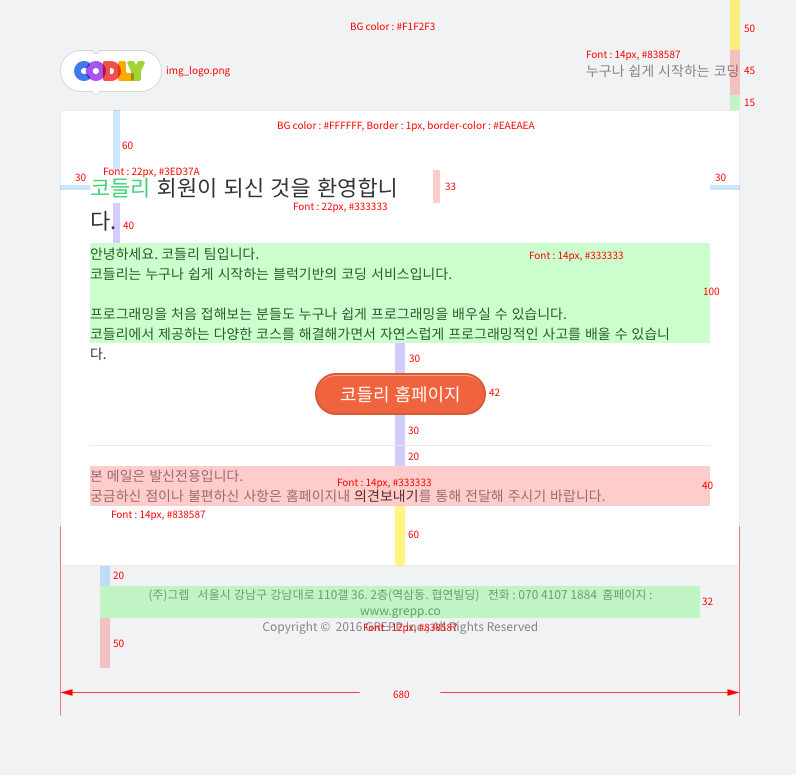 BG color : #F1F2F3
50
CODLY
img_logo.png
Font : 14px, #838587
누구나 쉽게 시작하는 코딩
45
15
BG color : #FFFFFF, Border : 1px, border-color : #EAEAEA
60
30
Font : 22px, #3ED37A
30
코들리 회원이 되신 것을 환영합니
33
Font : 22px, #333333
다.
40
안녕하세요. 코들리 팀입니다.
Font : 14px, #333333
코들리는 누구나 쉽게 시작하는 블럭기반의 코딩 서비스입니다.
100
프로그래밍을 처음 접해보는 분들도 누구나 쉽게 프로그래밍을 배우실 수 있습니다.
코들리에서 제공하는 다양한 코스를 해결해가면서 자연스럽게 프로그래밍적인 사고를 배울 수 있습니
다.
30
코들리 홈페이지
42
30
20
본 메일은 발신전용입니다.
Font : 14px, #333333
40
궁금하신 점이나 불편하신 사항은 홈페이지내 의견보내기를 통해 전달해 주시기 바랍니다.
Font : 14px, #838587
60
20
(주)그렙 서울시 강남구 강남대로 110갤 36. 2층(역삼동. 협연빌딩) 전화 : 070 4107 1884 홈페이지 :
32
www.grepp.co
Copyright © 2016 GREPP Inc. All Rights Reserved
Font : 12px, #838587
50
680